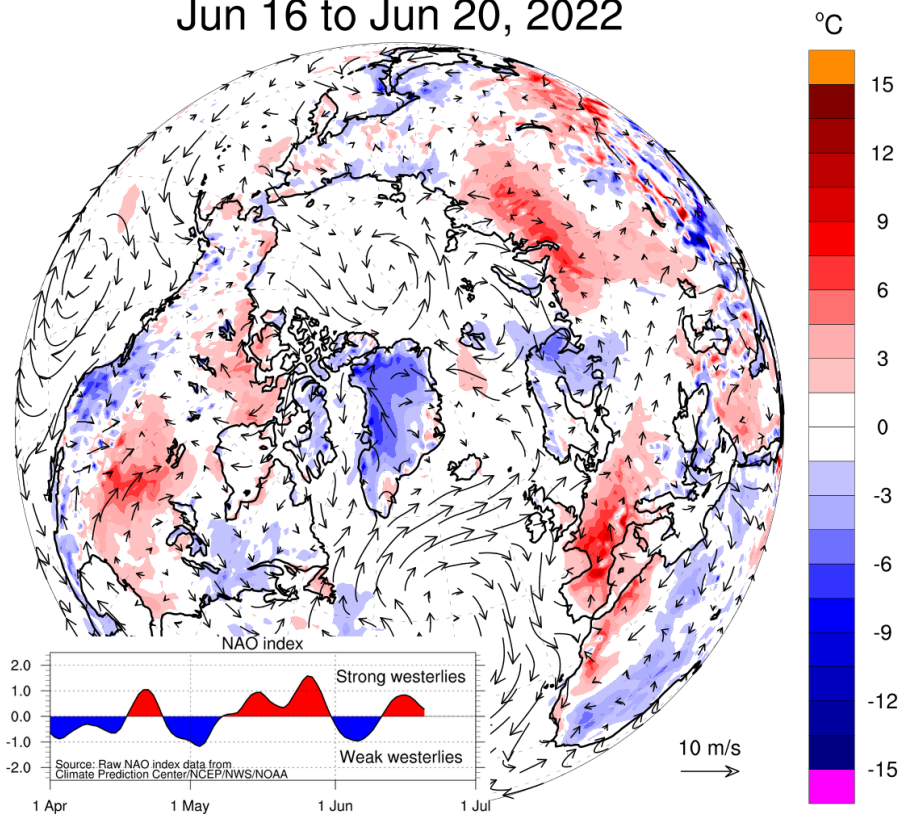 Jun 16 to Jun 20, 2022
oC
15
12
9
6
3
0
-3
-6
-9
-12
-15
10 m/s
NAO index
2.0
1.0
0.0
-1.0
-2.0
Strong westerlies
Weak westerlies
Source: Raw NAO index data from
Climate Prediction Center/NCEP/NWS/NOAA
1 Apr 1 May 1 Jun 1 Jul